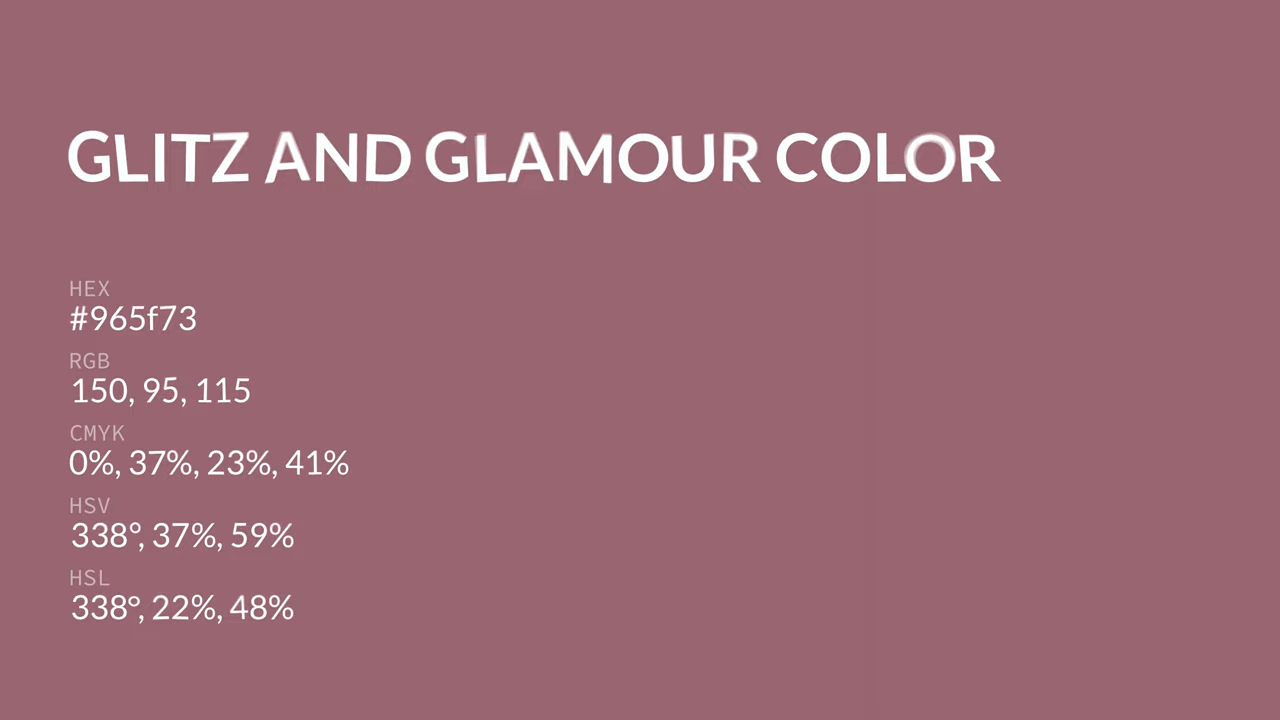 GLITZ AND GLAMOUR COLOR
HEX
#965f73
RGB
150, 95, 115
CMYK
0%, 37%, 23%, 41%
HSV
338°, 37%, 59%
HSL
338°, 22%, 48%